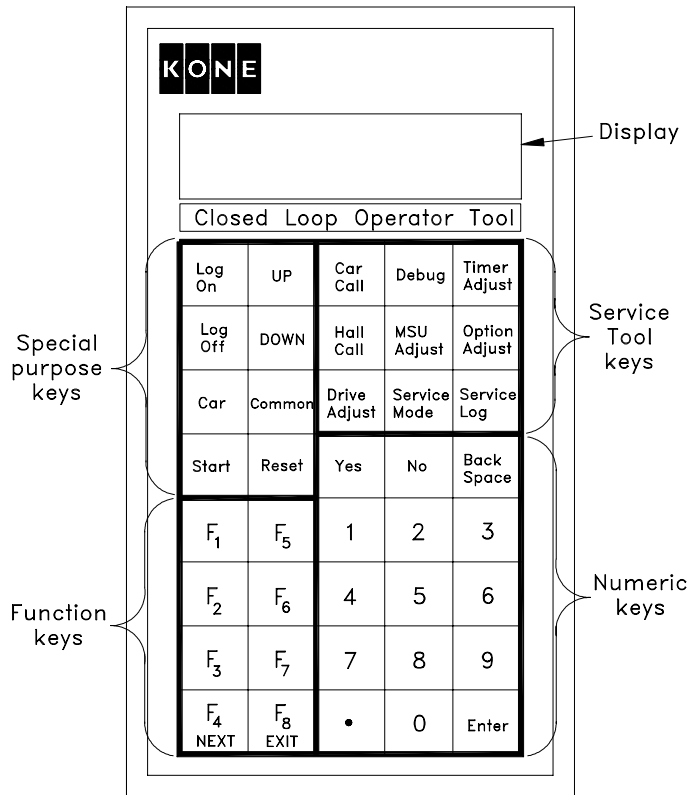 KONE
Display
Closed Loop Operator Tool
Special
purpose
keys
Log
On
UP
Log
Off
DOWN
Car
Common
Start
Reset
Car
Call
Debug
Timer
Adjust
Hall
Call
MSU
Adjust
Option
Adjust
Drive
Adjust
Service
Mode
Service
Log
Service
Tool
keys
Function
keys
F1
F5
F2
F6
F3
F7
F4
NEXT
F8
EXIT
Yes
No
Back
Space
1
2
3
4
5
6
7
8
9
•
0
Enter
Numeric
keys